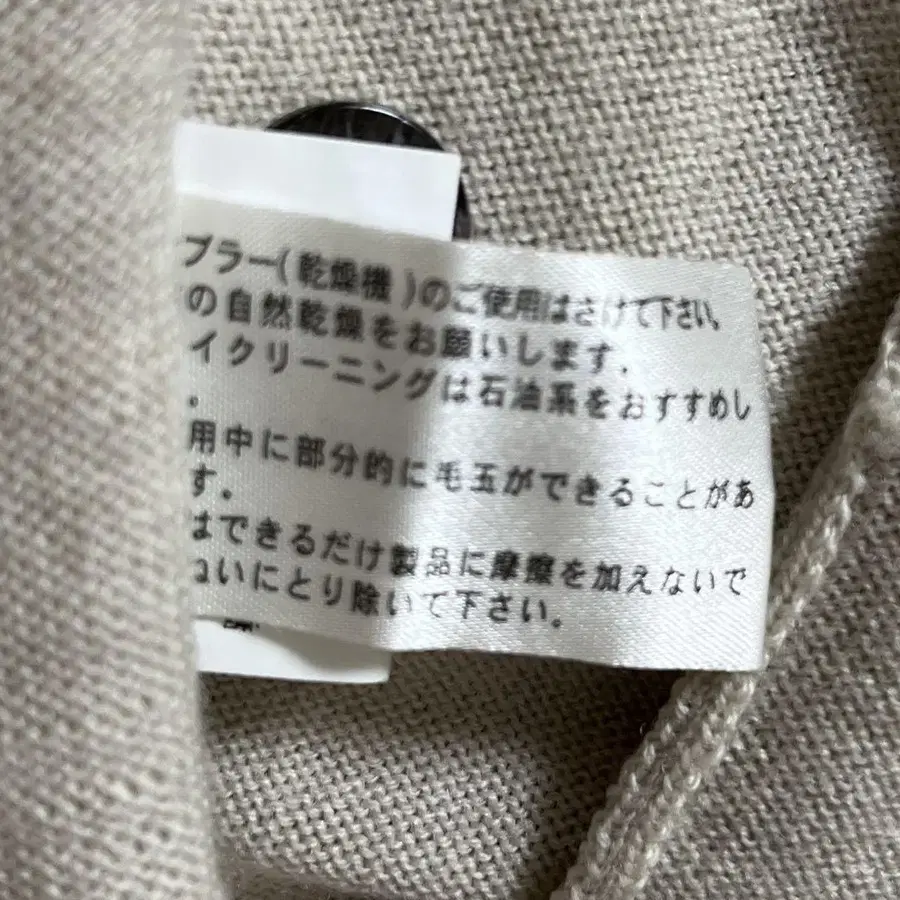 ブラー(乾燥機)のご使用はさけて下さい。
の自然乾燥をお願いします.
イクリーニングは石油系をおすすめし
.
用中に部分的に毛玉ができることがあ
す.
はできるだけ製品に摩擦を加えないで
ねいにとり除いて下さい.